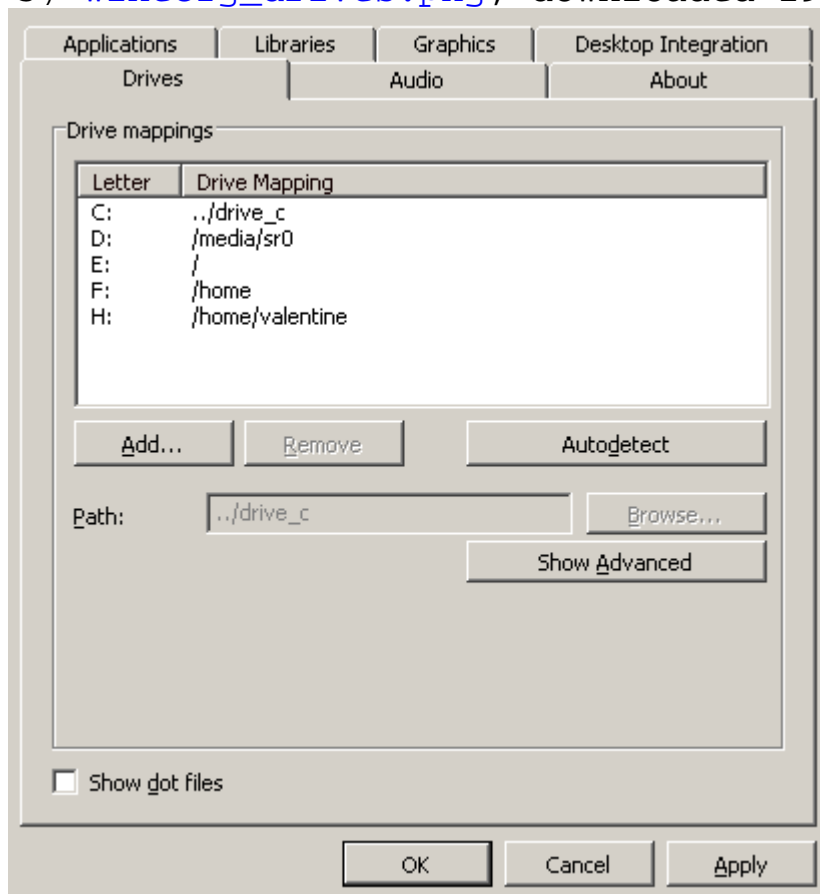 Applications Libraries Graphics Desktop Integration
Drives Audio About
Drive mappings
Letter Drive Mapping
C: ../drive_c
D: /media/sr0
E: /
F: /home
H: /home/valentine
Add... Remove Autodetect
Path: ../drive_c Browse...
Show Advanced
Show dot files
OK Cancel Apply